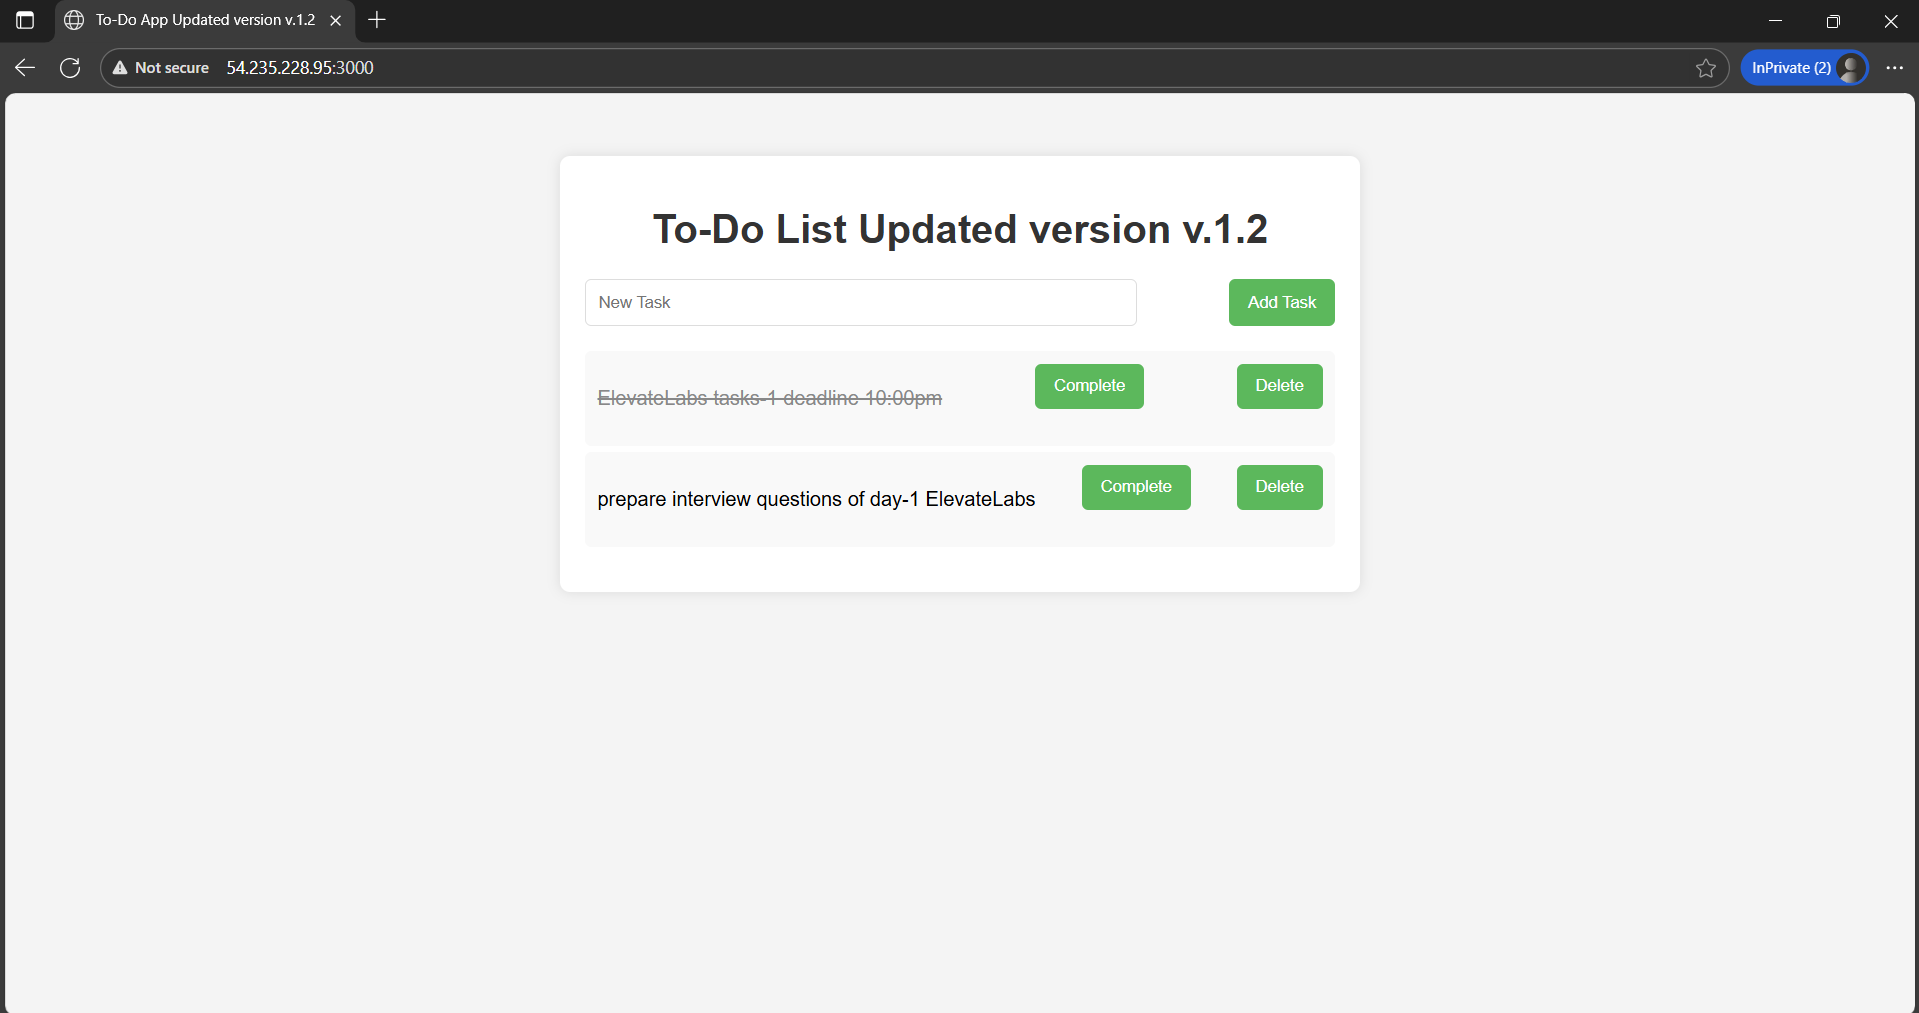 To-Do App Updated version v.1.2
Not secure 54.235.228.95:3000
InPrivate (2)
To-Do List Updated version v.1.2
New Task
Add Task
ElevateLabs tasks-1 deadline 10:00pm
Complete
Delete
prepare interview questions of day-1 ElevateLabs
Complete
Delete